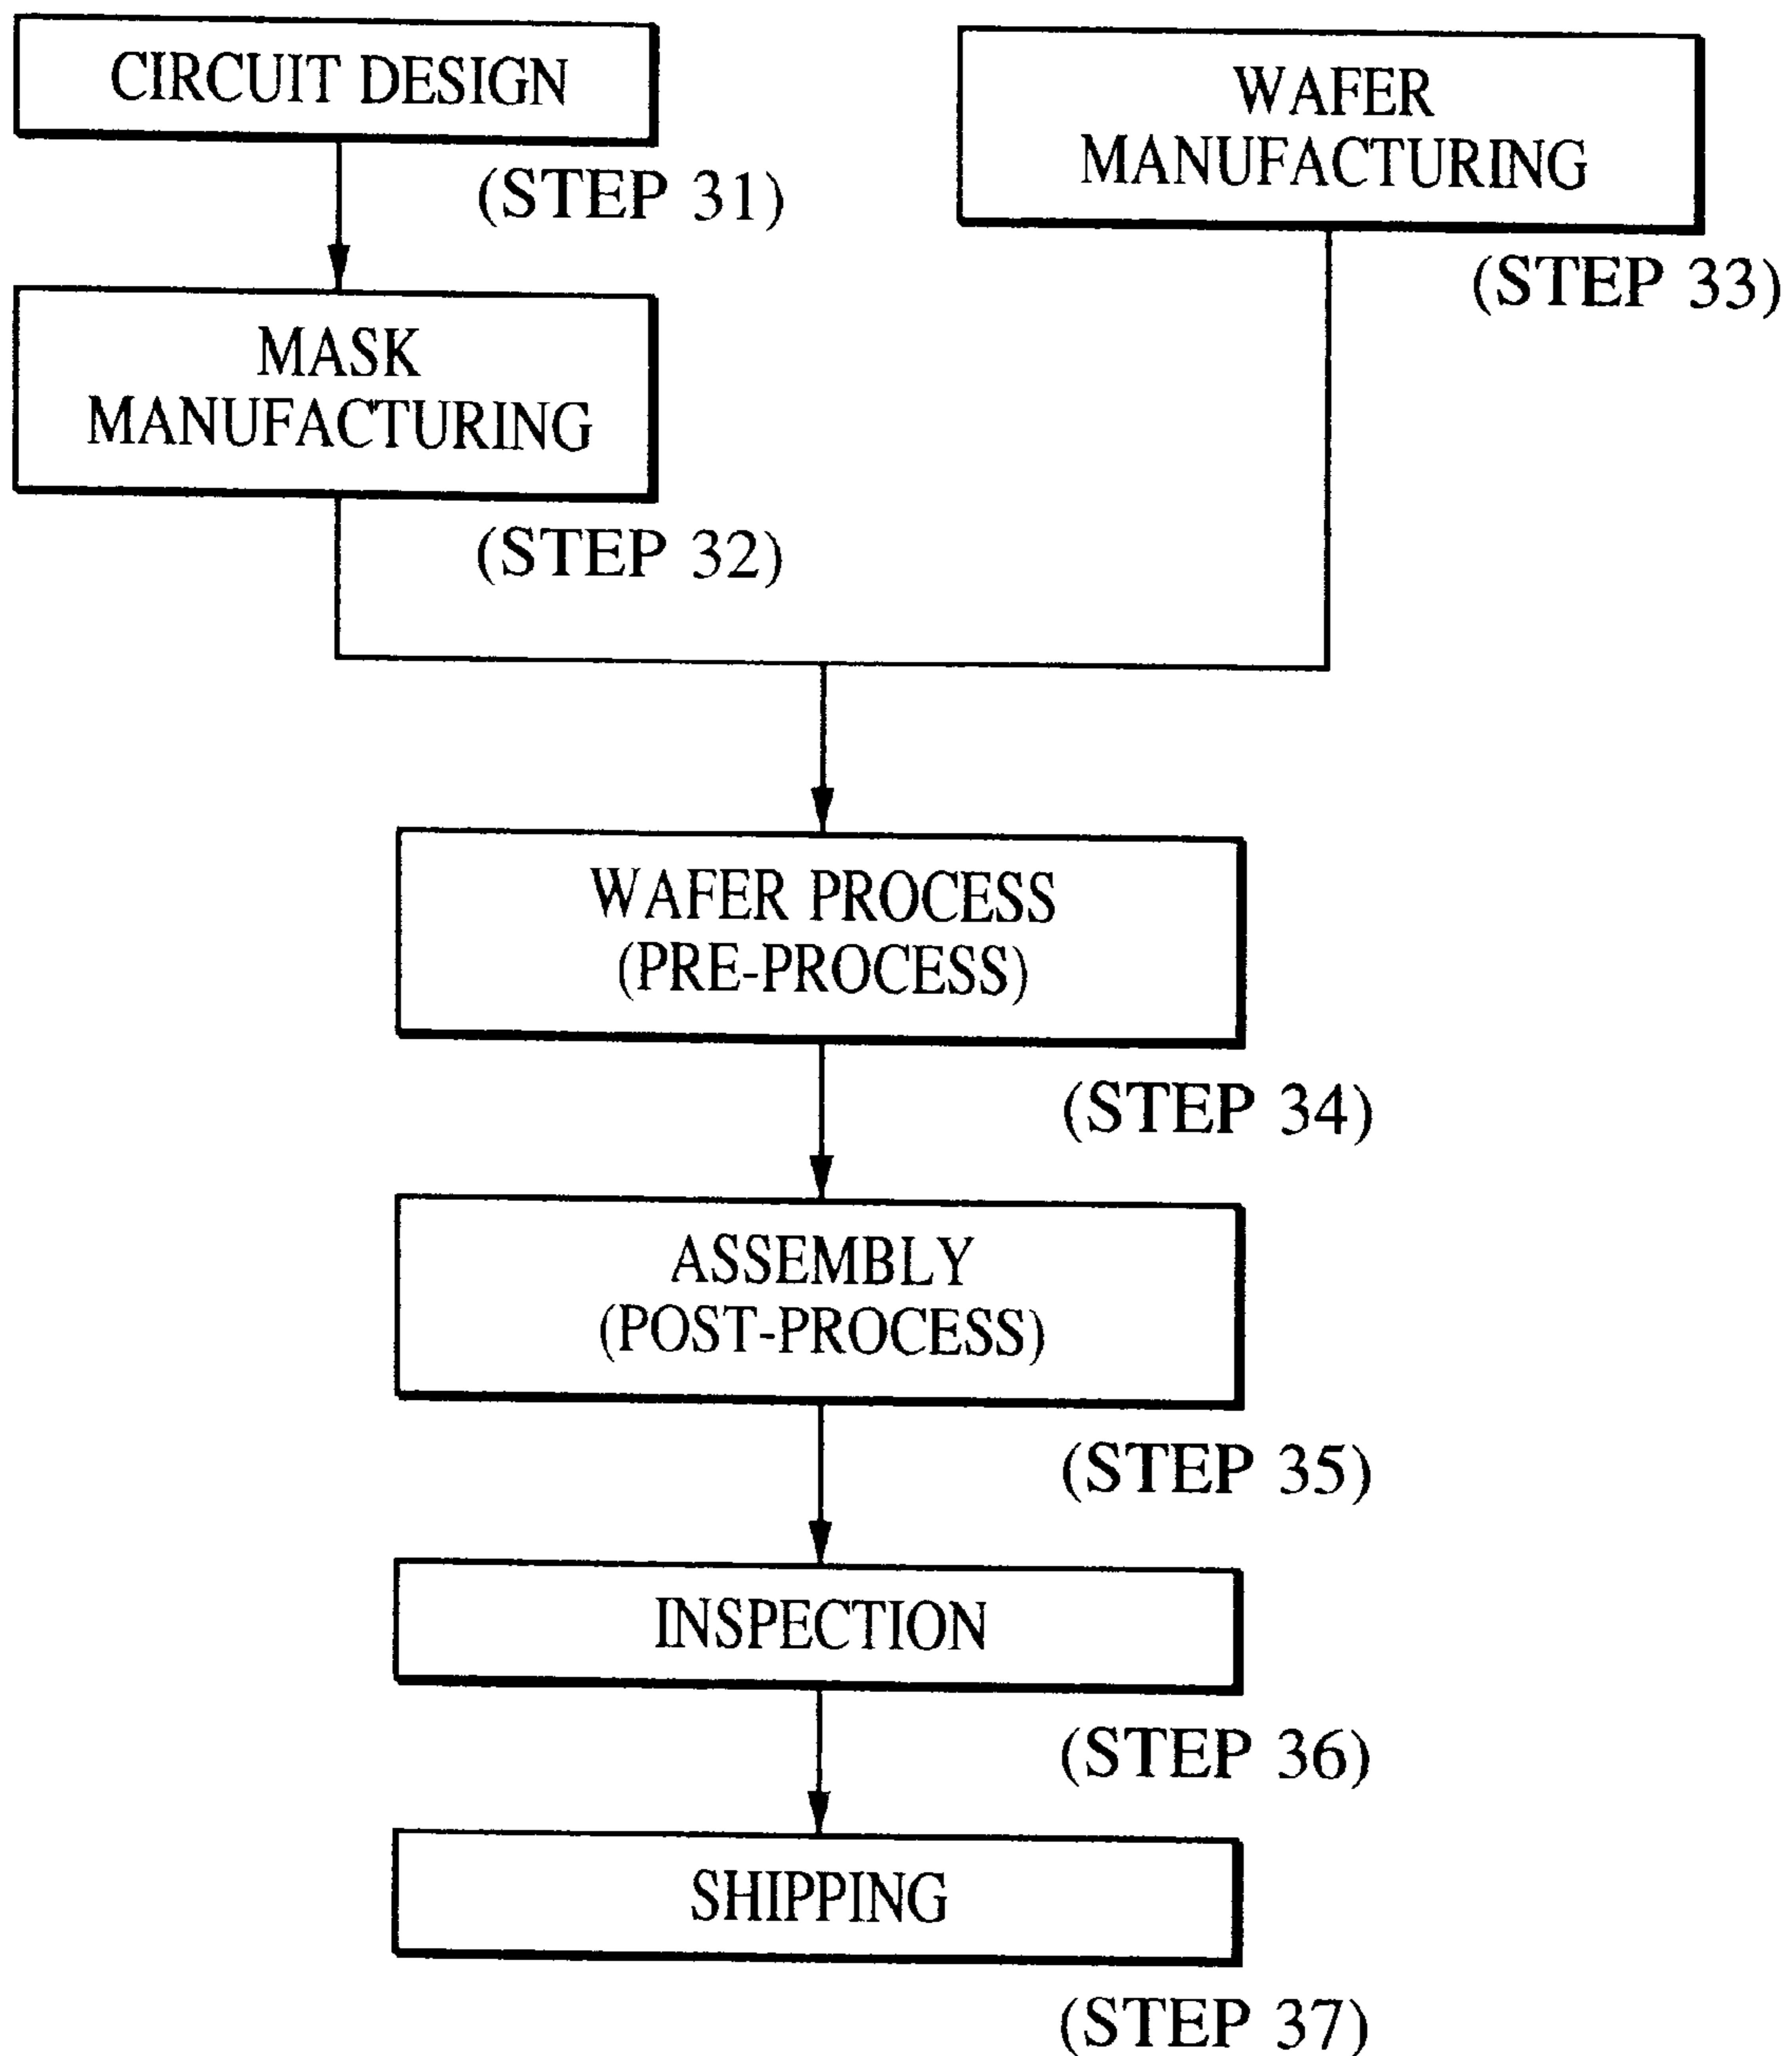 CIRCUIT DESIGN
(STEP 31)
WAFER
MANUFACTURING
(STEP 33)
MASK
MANUFACTURING
(STEP 32)
WAFER PROCESS
(PRE-PROCESS)
(STEP 34)
ASSEMBLY
(POST-PROCESS)
(STEP 35)
INSPECTION
(STEP 36)
SHIPPING
(STEP 37)